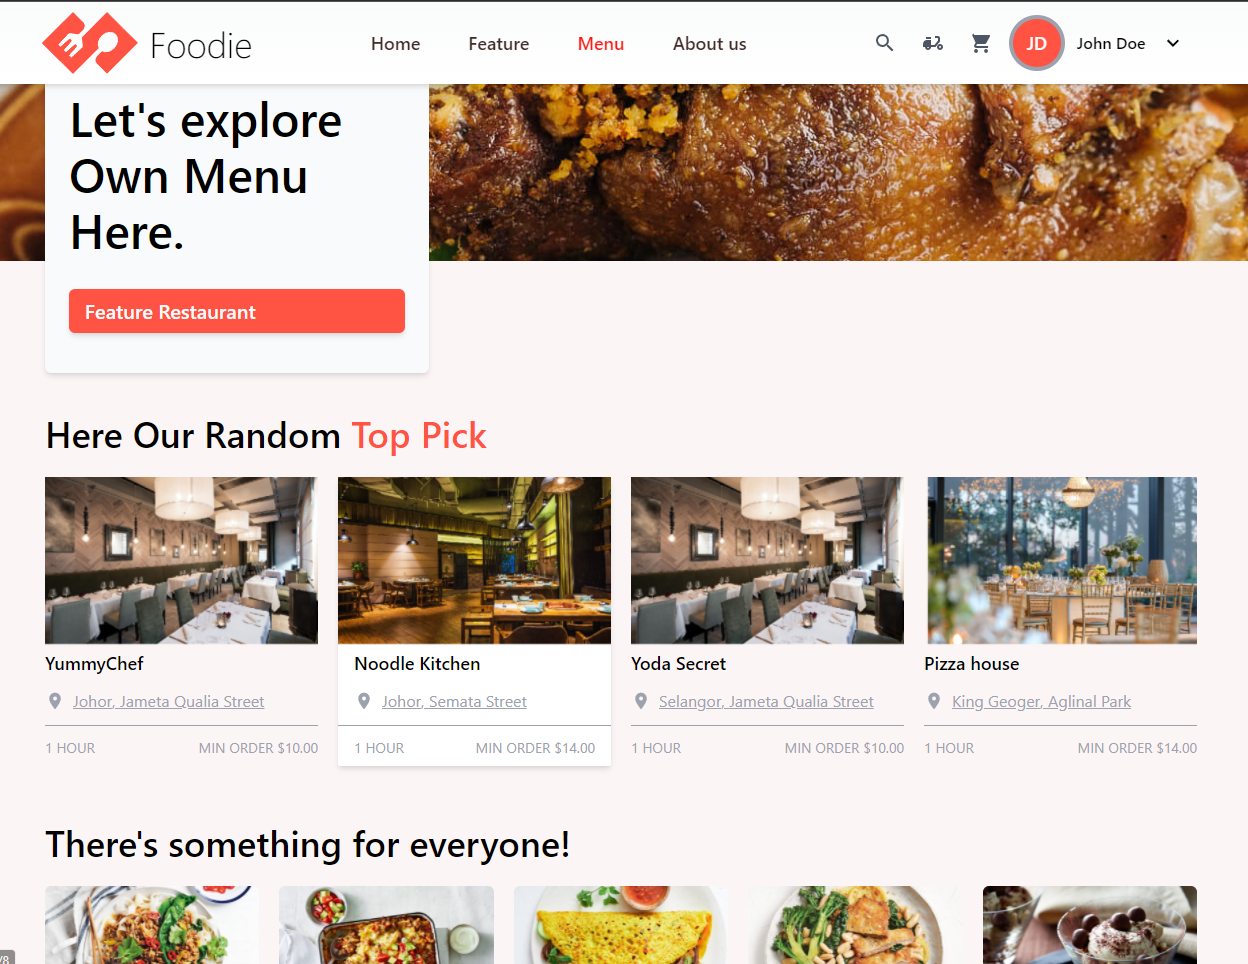 Foodie
Home
Feature
Menu
About us
JD
John Doe
Let's explore
Own Menu
Here.
Feature Restaurant
Here Our Random Top Pick
YummyChef
Johor, Jameta Qualia Street
1 HOUR MIN ORDER $10.00
Noodle Kitchen
Johor, Semata Street
1 HOUR MIN ORDER $14.00
Yoda Secret
Selangor, Jameta Qualia Street
1 HOUR MIN ORDER $10.00
Pizza house
King Geoger, Aglinal Park
1 HOUR MIN ORDER $14.00
There's something for everyone!
/8